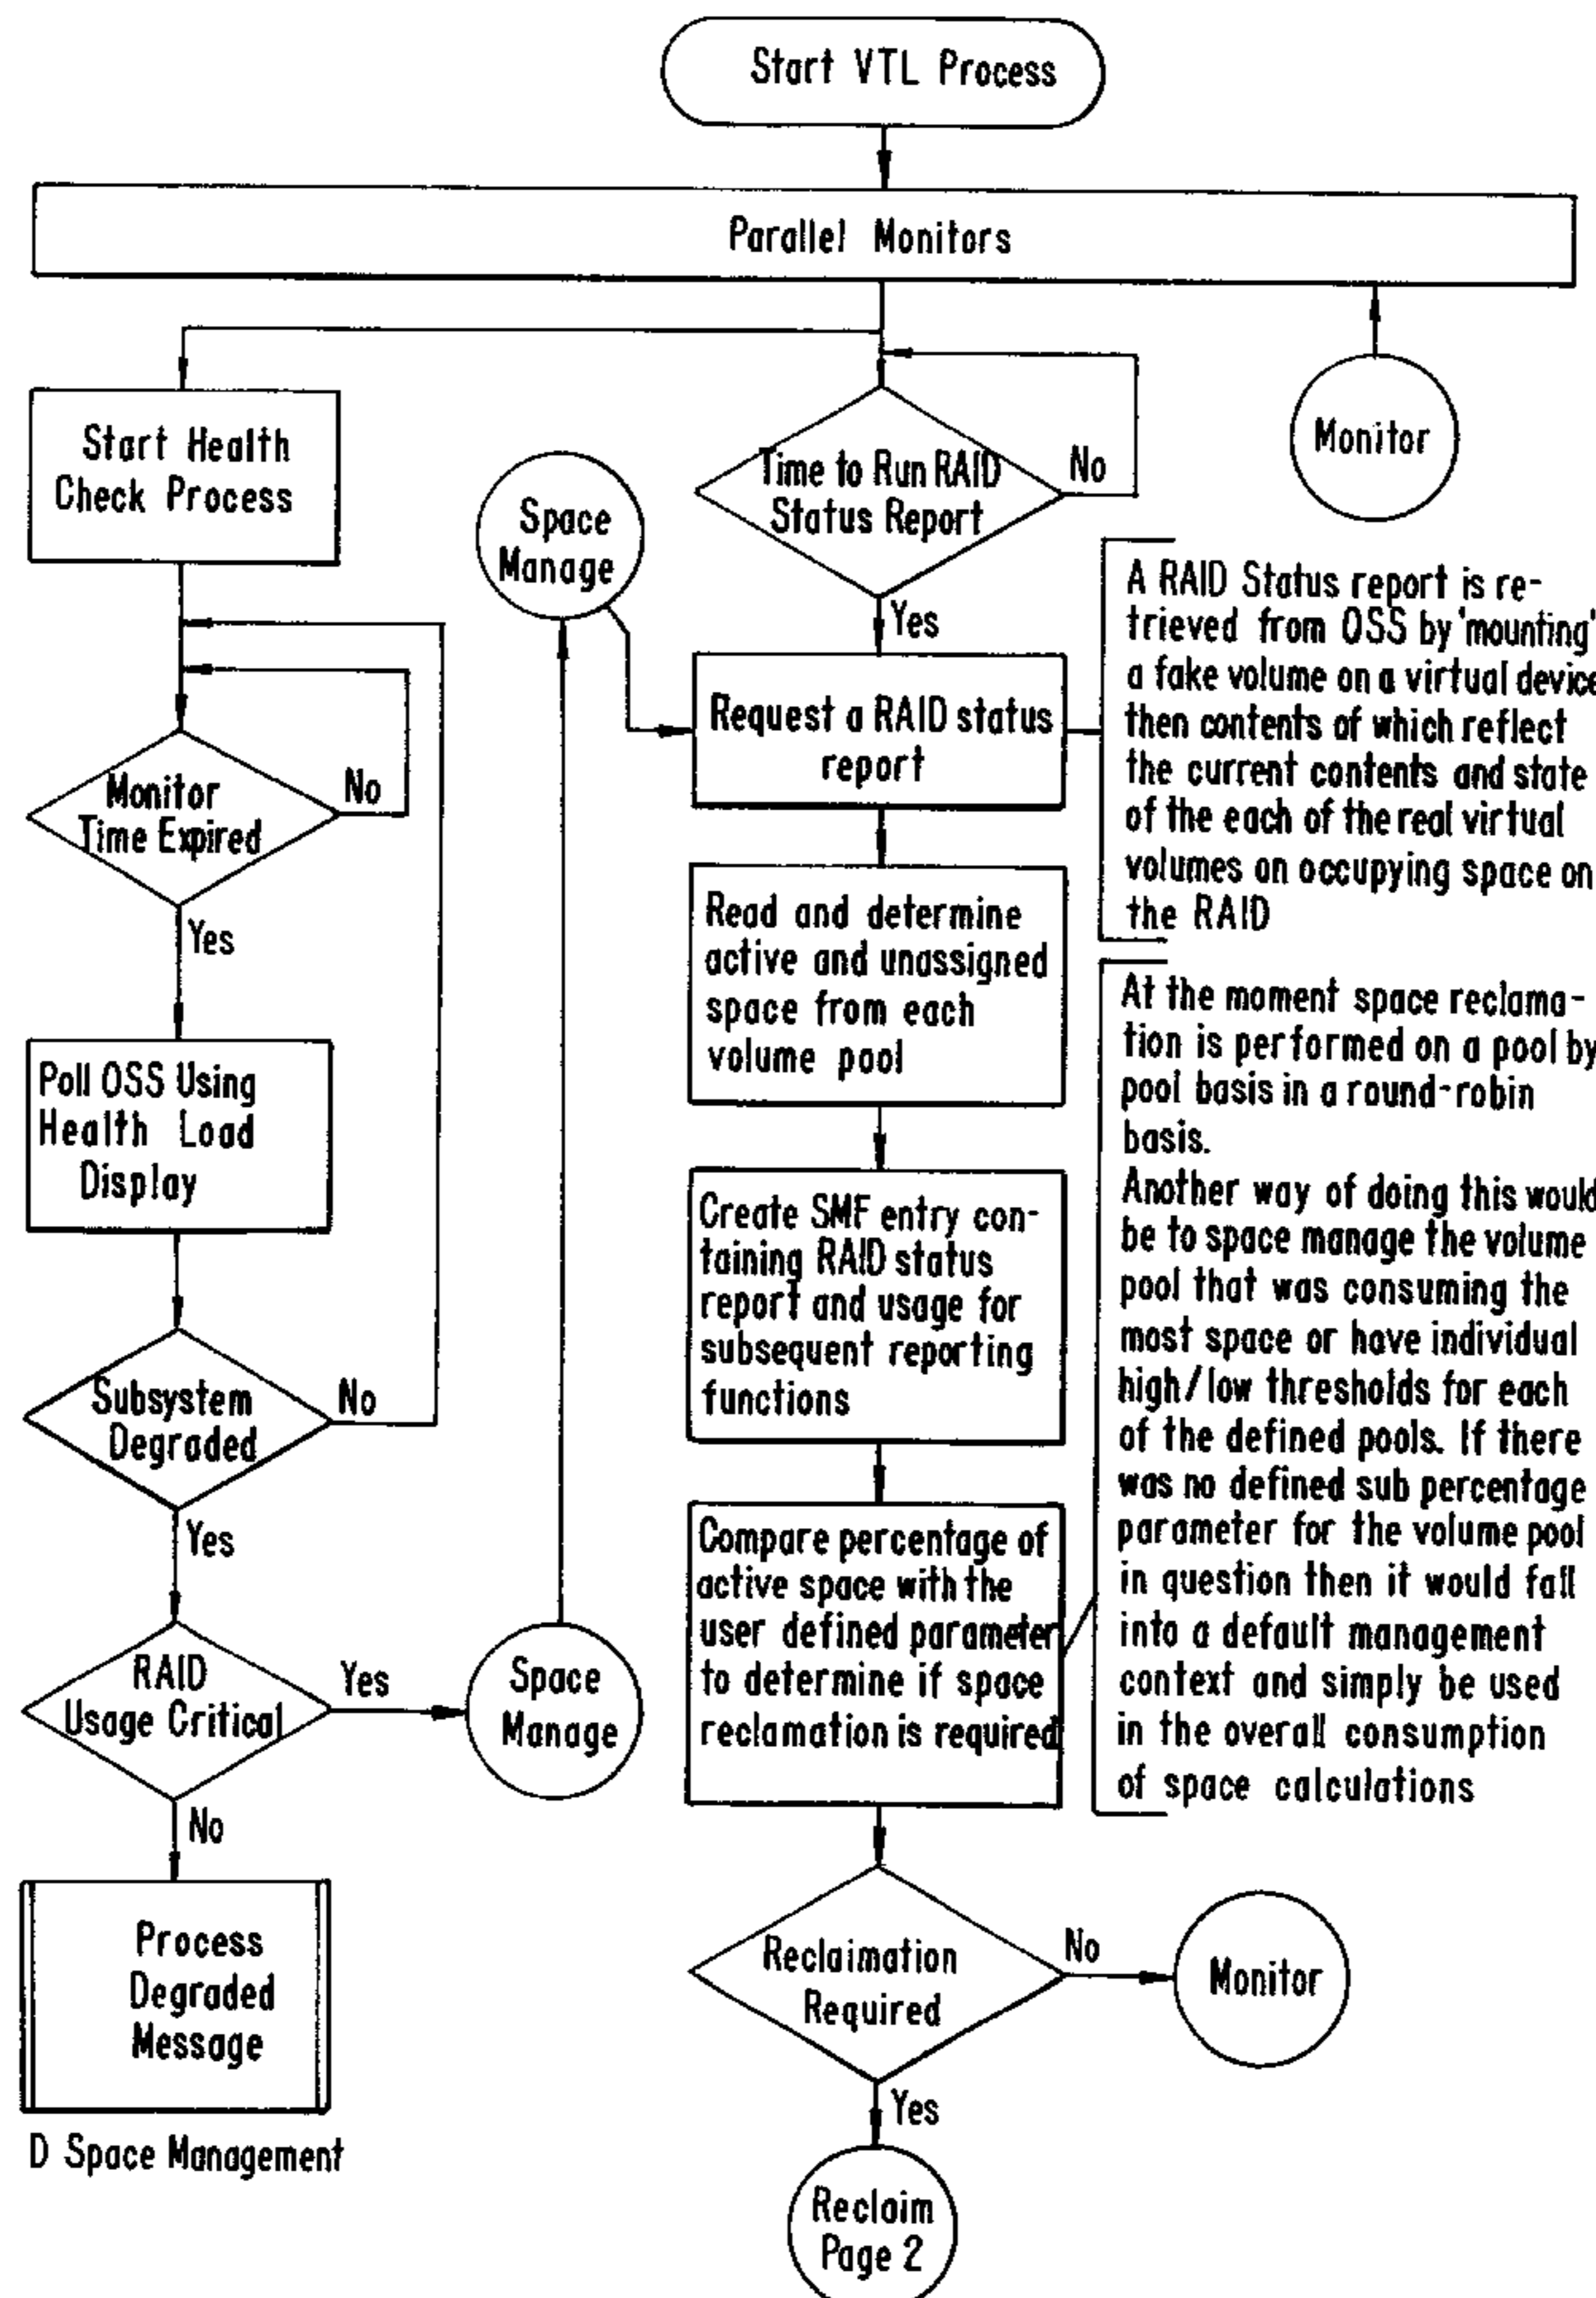 Start VTL Process
Parallel Monitors
Start Health
Check Process
Monitor
Time Expired
No
Yes
Poll OSS Using
Health Load
Display
Subsystem
Degraded
No
Yes
RAID
Usage Critical
Yes
No
Process
Degraded
Message
D Space Management
Space
Manage
Space
Manage
Time to Run RAID
Status Report
No
Yes
Request a RAID status
report
Read and determine
active and unassigned
space from each
volume pool
Create SMF entry con-
taining RAID status
report and usage for
subsequent reporting
functions
Compare percentage of
active space with the
user defined parameter
to determine if space
reclamation is required
Reclaimation
Required
No
Monitor
Yes
Reclaim
Page 2
Monitor
A RAID Status report is re-
trieved from OSS by 'mounting'
a fake volume on a virtual device
then contents of which reflect
the current contents and state
of the each of the real virtual
volumes on occupying space on
the RAID
At the moment space reclama-
tion is performed on a pool by
pool basis in a round-robin
basis.
Another way of doing this would
be to space manage the volume
pool that was consuming the
most space or have individual
high/low thresholds for each
of the defined pools. If there
was no defined sub percentage
parameter for the volume pool
in question then it would fall
into a default management
context and simply be used
in the overall consumption
of space calculations